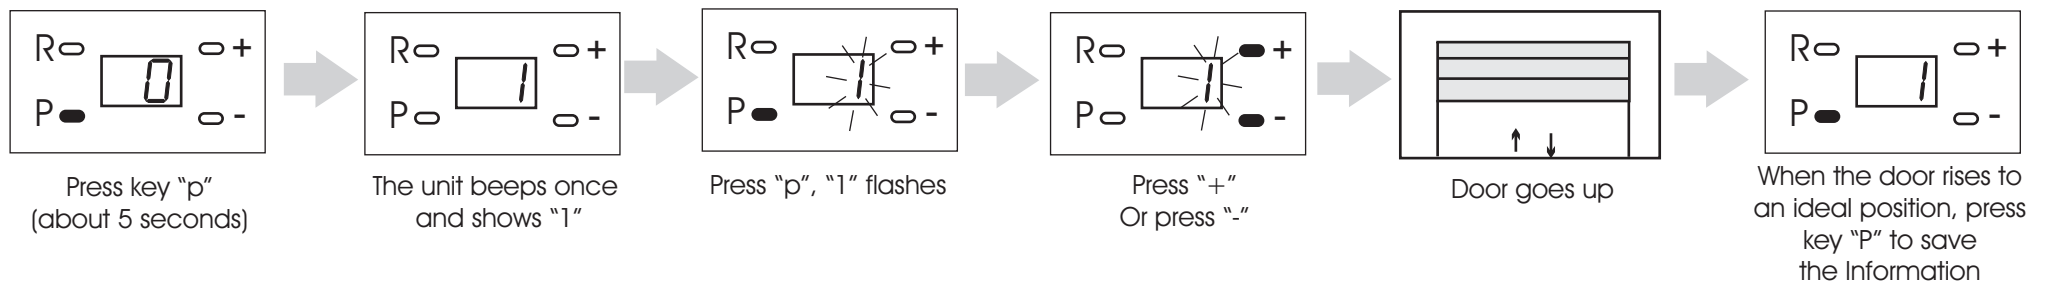 R + 0 P -
Press key “p”
(about 5 seconds)
R + 1 P -
The unit beeps once
and shows “1”
R + 1 P -
Press “p”, “1” flashes
R + 1 P -
Press “+”
Or press “-”
Door goes up
R + 1 P -
When the door rises to
an ideal position, press
key “P” to save
the Information